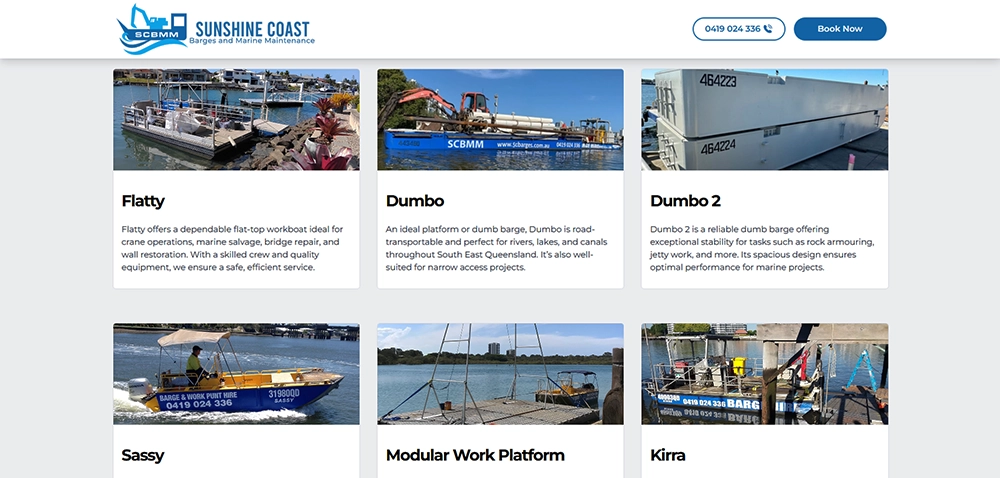 SCBMM
SUNSHINE COAST
Barges and Marine Maintenance
0419 024 336
Book Now
SCBMM www.scbarges.com.au 0419 024 336
464223
464224
Flatty
Dumbo
Dumbo 2
Flatty offers a dependable flat-top workboat ideal for
crane operations, marine salvage, bridge repair, and
wall restoration. With a skilled crew and quality
equipment, we ensure a safe, efficient service.
An ideal platform or dumb barge, Dumbo is road-
transportable and perfect for rivers, lakes, and canals
throughout South East Queensland. It's also well-
suited for narrow access projects.
Dumbo 2 is a reliable dumb barge offering
exceptional stability for tasks such as rock armouring,
jetty work, and more. Its spacious design ensures
optimal performance for marine projects.
BARGE & WORK PUNT HIRE
0419 024 336
31980QD
SASSY
0419 024 336 BARGE HIRE
Sassy
Modular Work Platform
Kirra